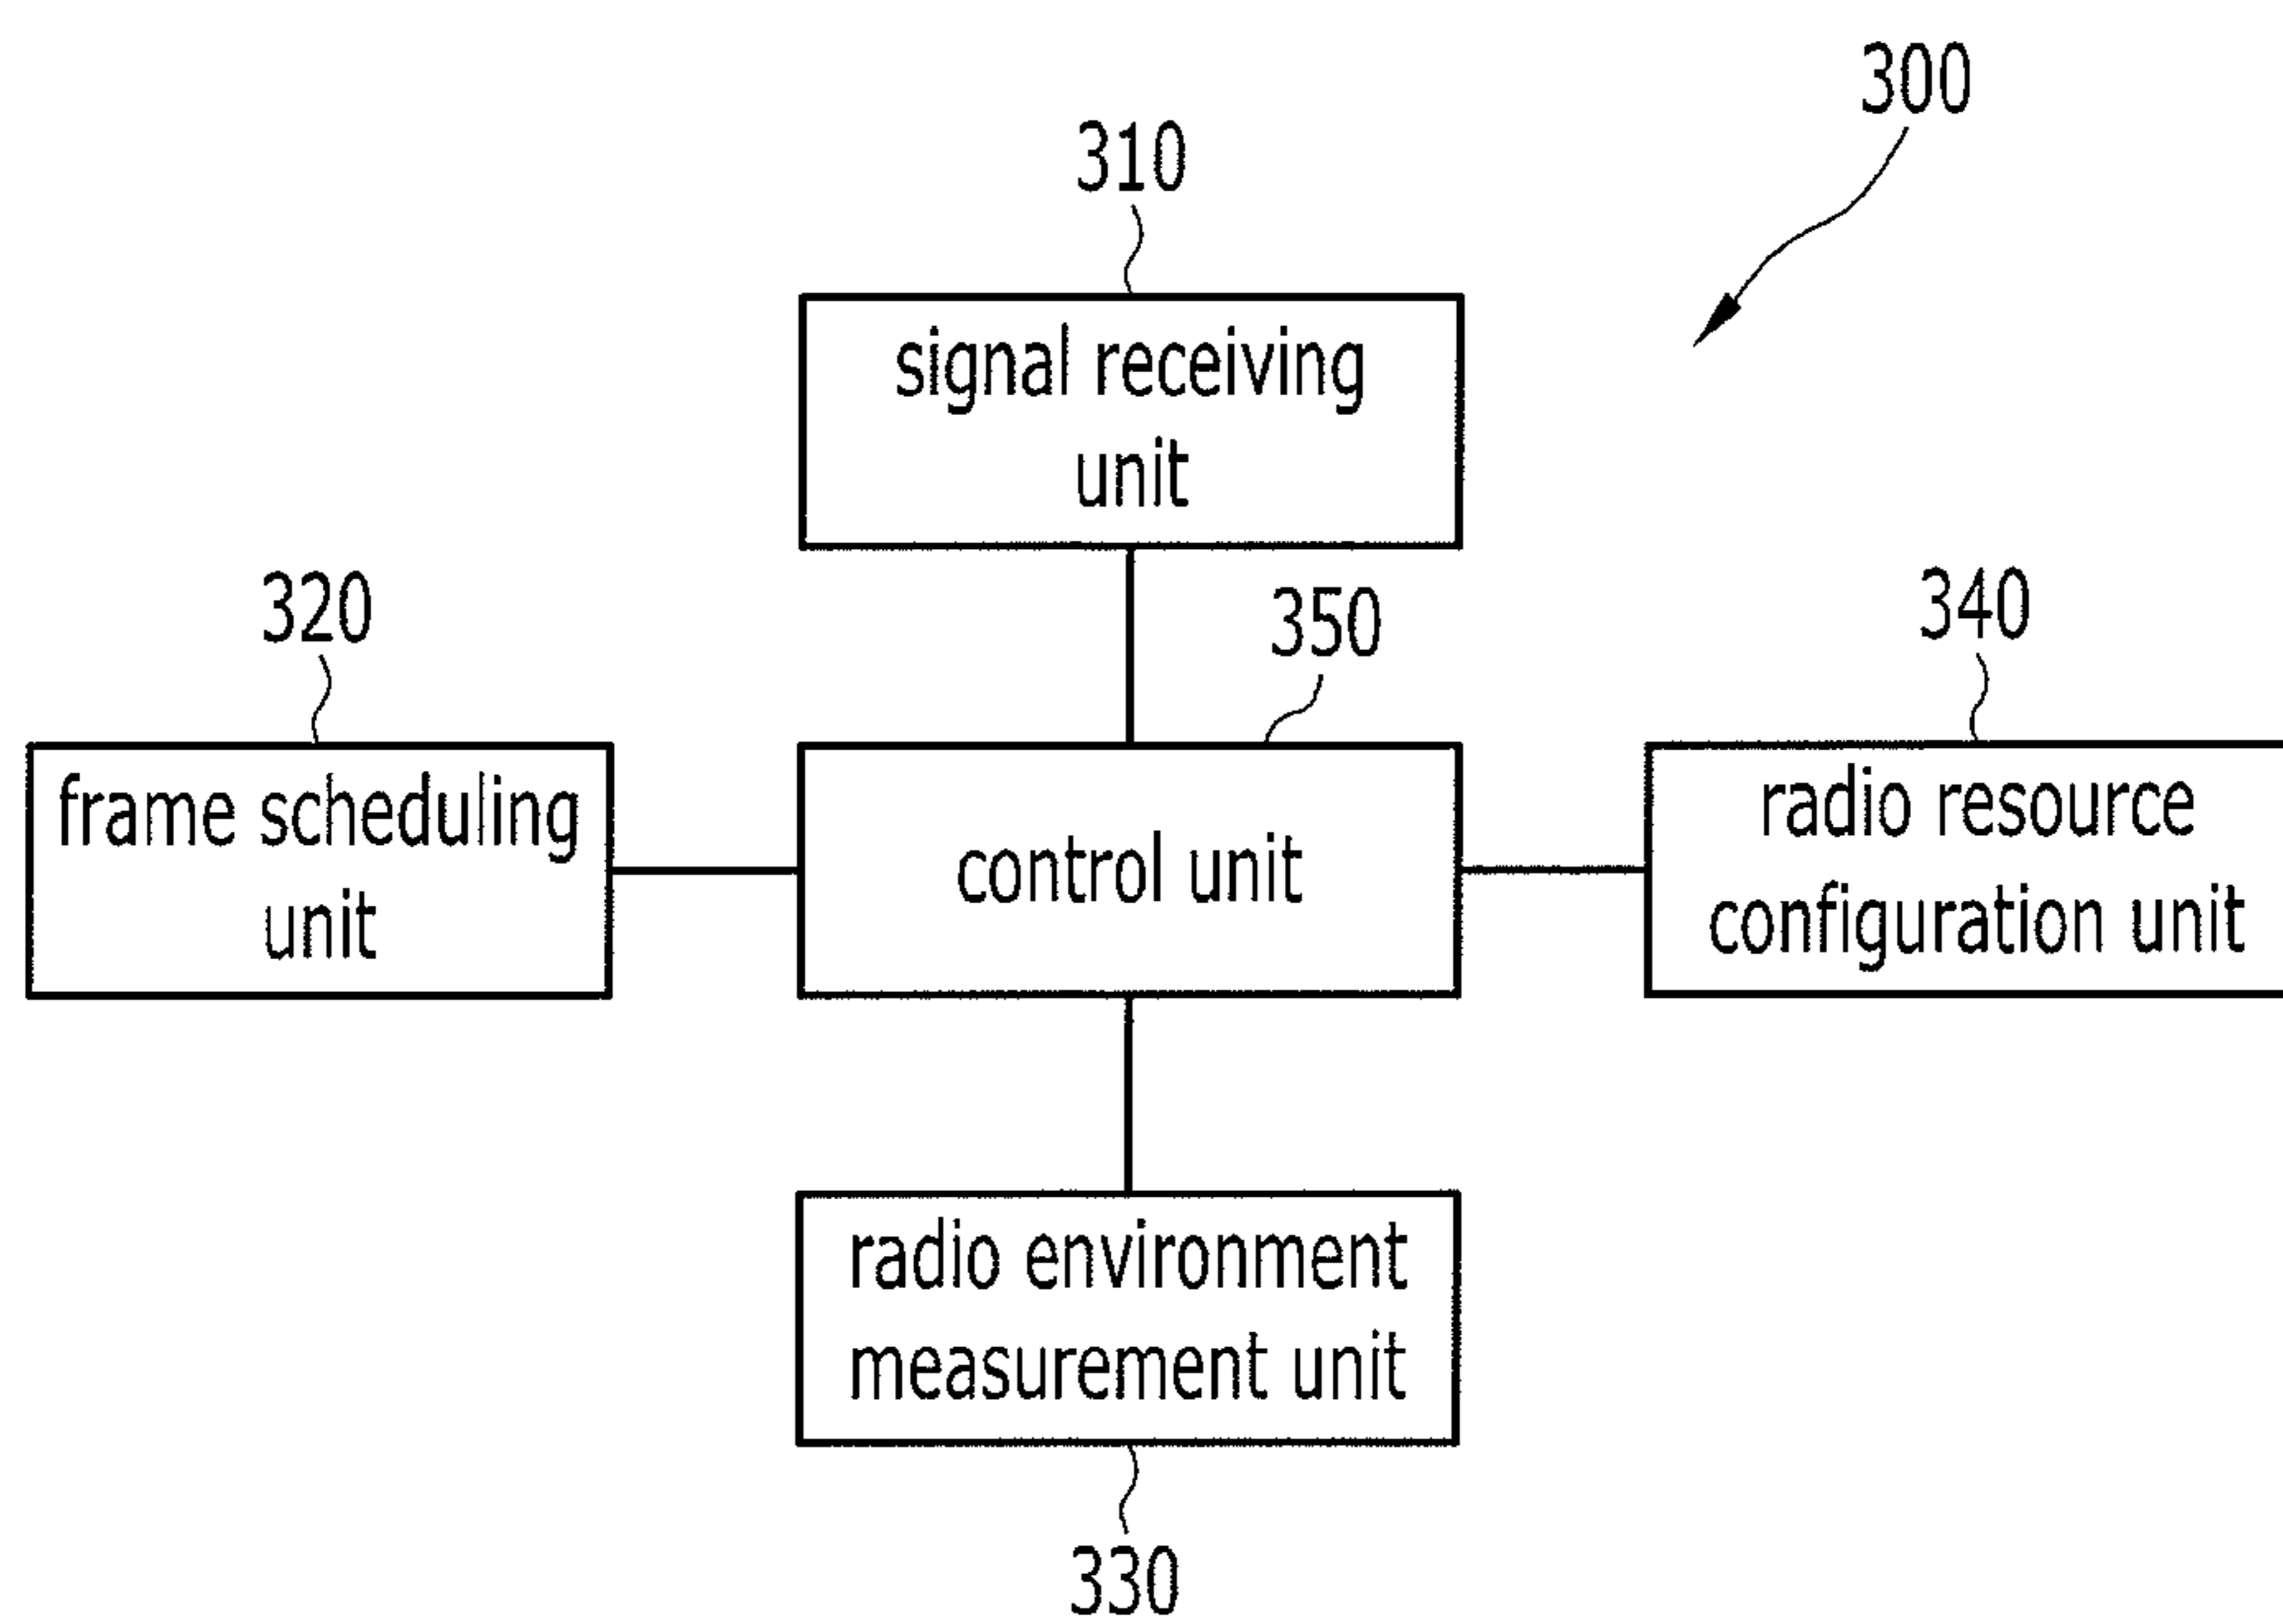 300
310
signal receiving
unit
320
350
340
frame scheduling
unit
control unit
radio resource
configuration unit
radio environment
measurement unit
330